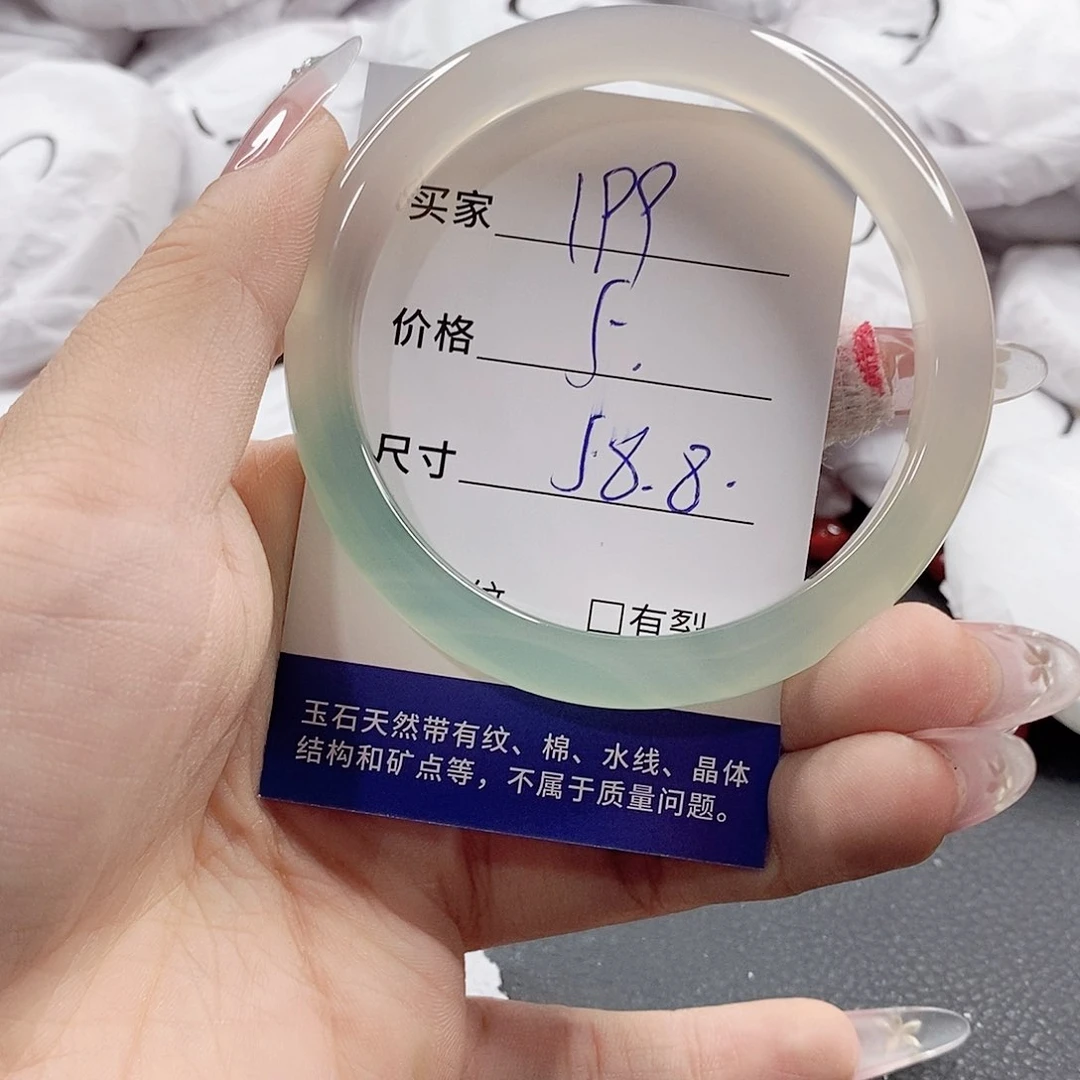 买家 199
价格 5.
尺寸 58.8.
纹 □有裂
玉石天然带有纹、棉、水线、晶体
结构和矿点等，不属于质量问题。